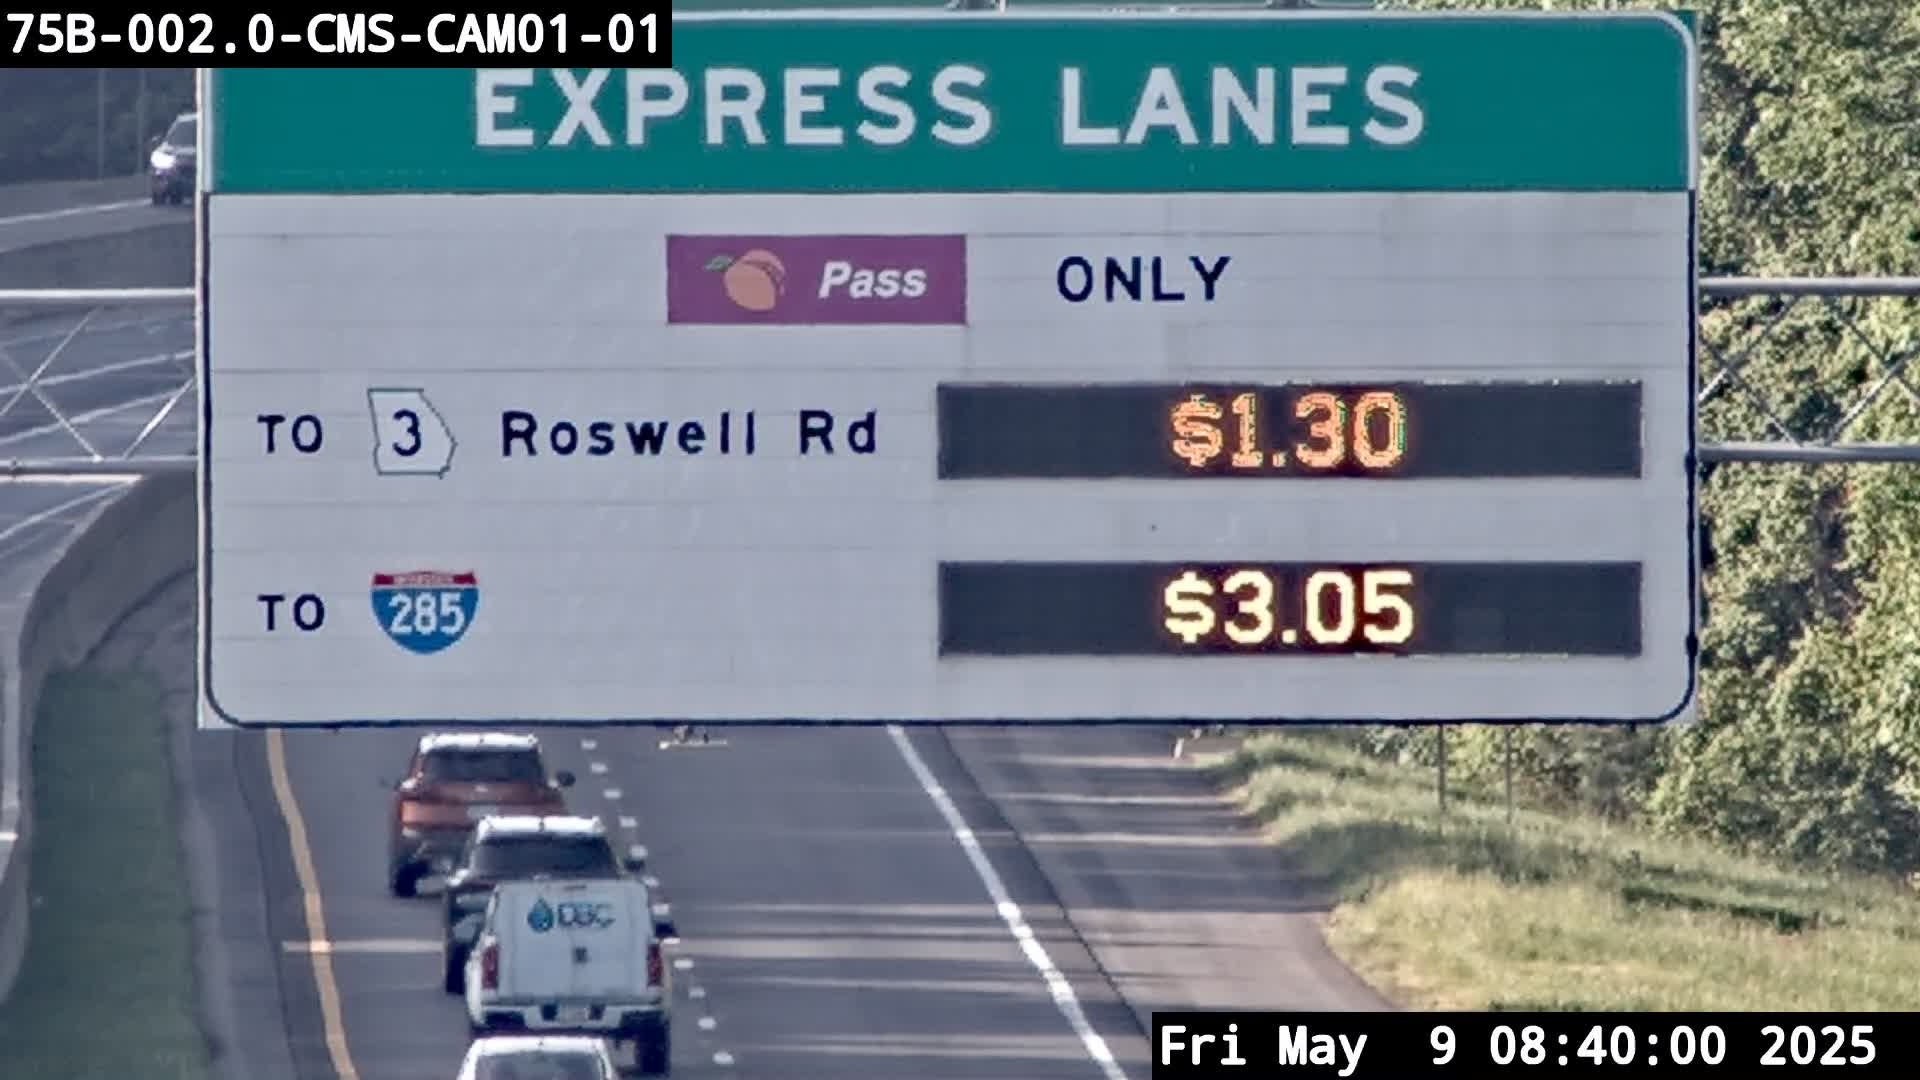 75B-002.0-CMS-CAM01-01
EXPRESS LANES
Pass ONLY
TO 3 Roswell Rd $1.30
TO 285 $3.05
DBC
Fri May 9 08:40:00 2025